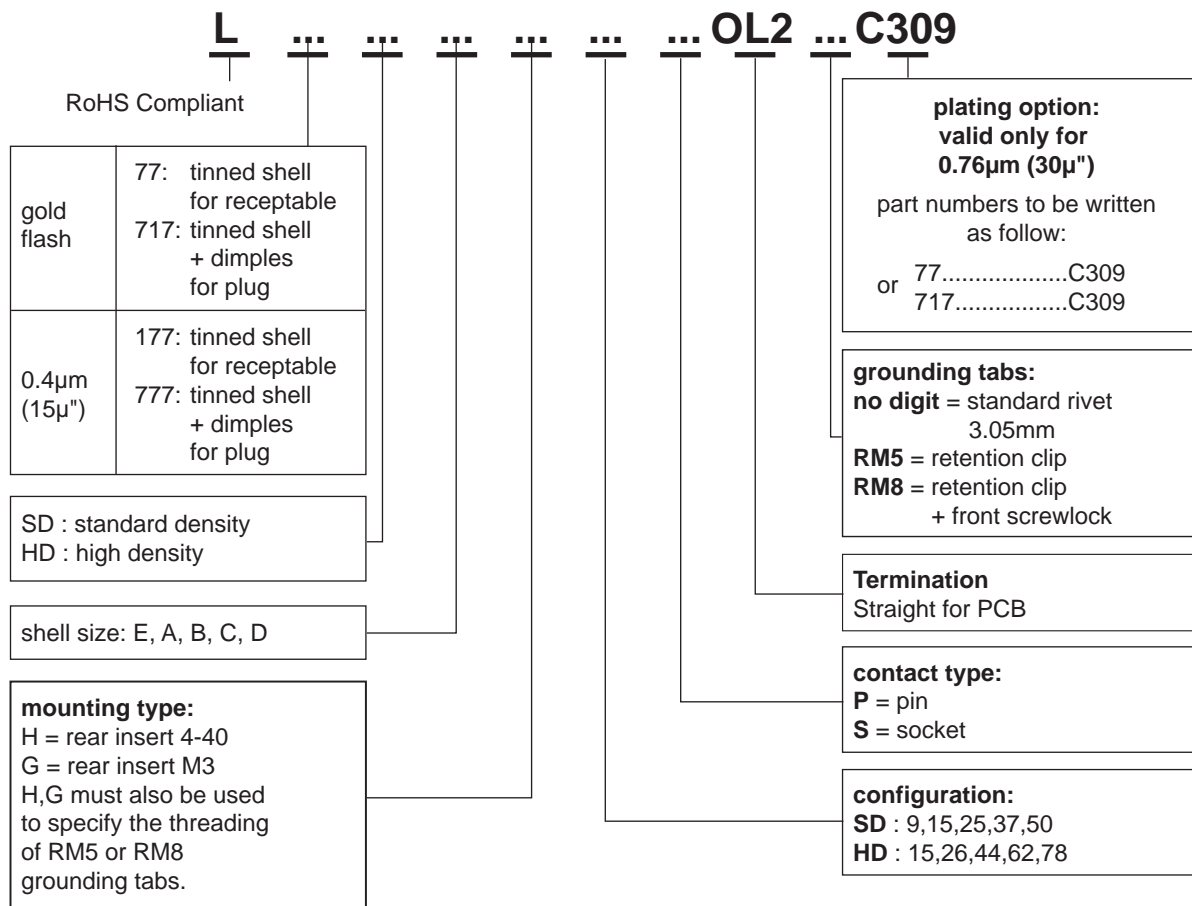 L ... ... ... ... ... ... OL2 ... C309
RoHS Compliant
gold
flash
77: tinned shell
for receptable
717: tinned shell
+ dimples
for plug
0.4µm
(15µ")
177: tinned shell
for receptable
777: tinned shell
+ dimples
for plug
SD : standard density
HD : high density
shell size: E, A, B, C, D
mounting type:
H = rear insert 4-40
G = rear insert M3
H,G must also be used
to specify the threading
of RM5 or RM8
grounding tabs.
plating option:
valid only for
0.76µm (30µ")
part numbers to be written
as follow:
77...................C309
or
717.................C309
grounding tabs:
no digit = standard rivet
3.05mm
RM5 = retention clip
RM8 = retention clip
+ front screwlock
Termination
Straight for PCB
contact type:
P = pin
S = socket
configuration:
SD : 9,15,25,37,50
HD : 15,26,44,62,78